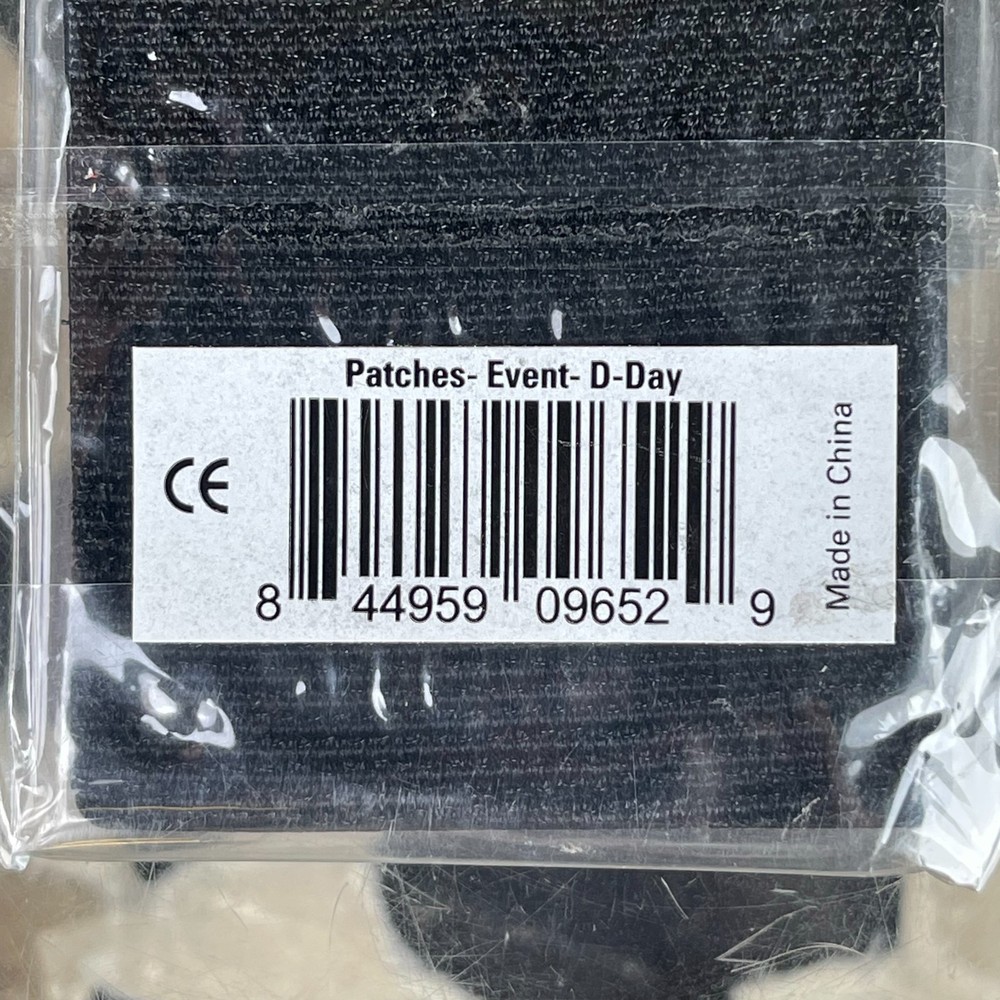 Patches- Event- D-Day
CE
8 44959 09652 9
Made in China